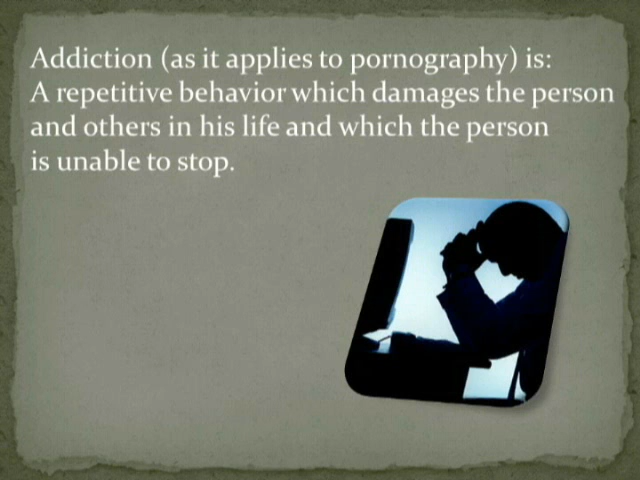 Addiction (as it applies to pornography) is:
A repetitive behavior which damages the person
and others in his life and which the person
is unable to stop.